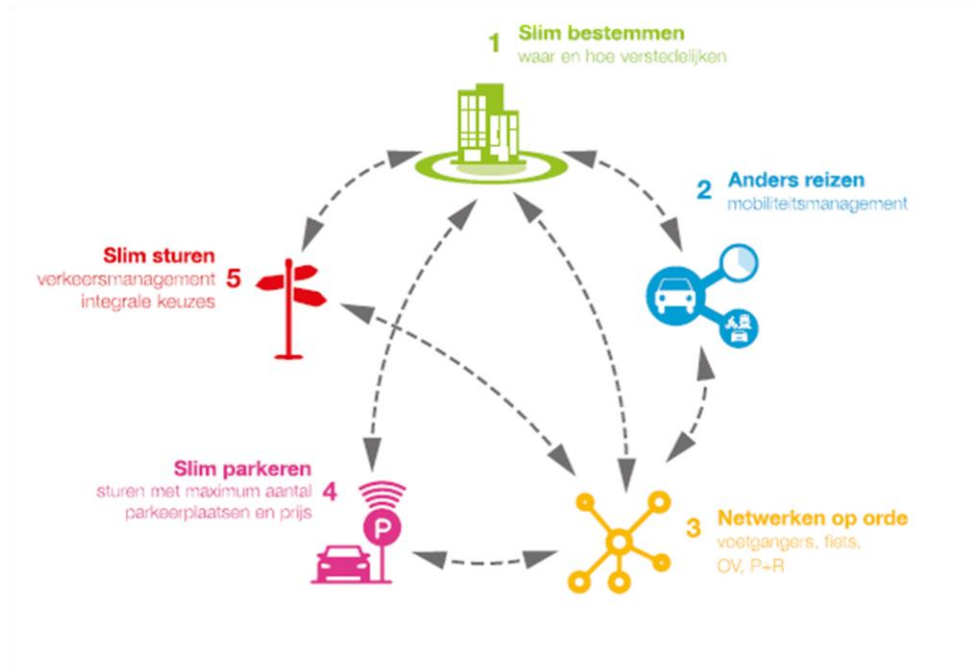 1
Slim bestemmen
waar en hoe verstedelijken
2
Anders reizen
mobiliteitsmanagement
Slim sturen
verkeersmanagement
integrale keuzes
5
Slim parkeren
sturen met maximum aantal
parkeerplaatsen en prijs
4
P
3
Netwerken op orde
voetgangers, fiets,
OV, P+R